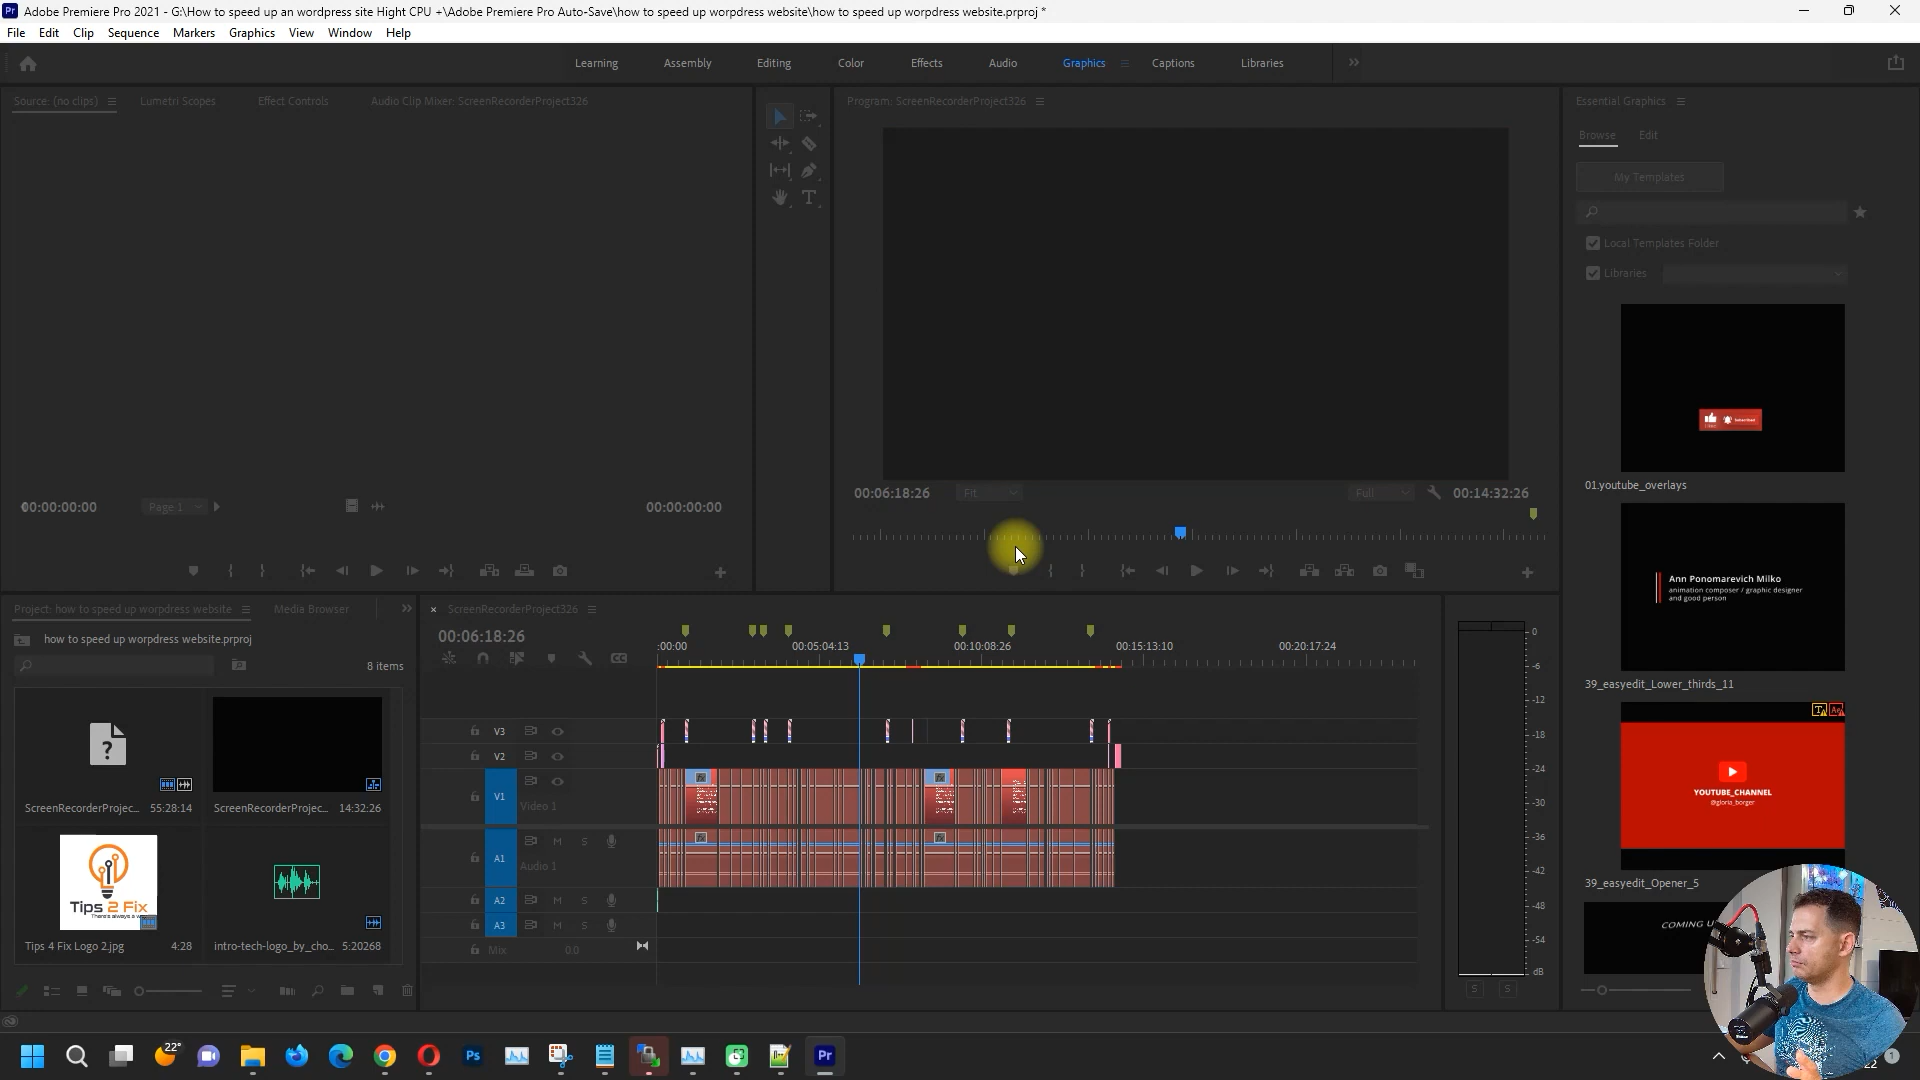 Adobe Premiere Pro 2021 - G:\How to speed up an wordpress site Hight CPU +\Adobe Premiere Pro Auto-Save\how to speed up worpdress website\how to speed up worpdress website.prproj *
File Edit Clip Sequence Markers Graphics View Window Help
Learning Assembly Editing Color Effects Audio Graphics Captions Libraries
Source: (no clips) Lumetri Scopes Effect Controls Audio Clip Mixer: ScreenRecorderProject326
Program: ScreenRecorderProject326
Essential Graphics
Browse Edit
My Templates
Local Templates Folder
Libraries
01.youtube_overlays
Ann Ponomarevich Milko
animation composer / graphic designer
and good person
39_easyedit_Lower_thirds_11
YOUTUBE_CHANNEL
@gloria_borger
39_easyedit_Opener_5
COMING U
00:00:00:00 Page 1 00:00:00:00
00:06:18:26 Fit Full 00:14:32:26
Project: how to speed up worpdress website Media Browser
how to speed up worpdress website.prproj
8 items
ScreenRecorderProjec... 55:28:14
ScreenRecorderProjec... 14:32:26
Tips 2 Fix
Tips 4 Fix Logo 2.jpg 4:28
intro-tech-logo_by_cho... 5:20268
× ScreenRecorderProject326
00:06:18:26
:00:00 00:05:04:13 00:10:08:26 00:15:13:10 00:20:17:24
V3
V2
V1 Video 1
A1 M S
Audio 1
A2 M S
A3 M S
Mix 0.0
0
-6
-12
-18
-24
-30
-36
-42
-48
-54
dB
S S
22°
Ps
Pr
1